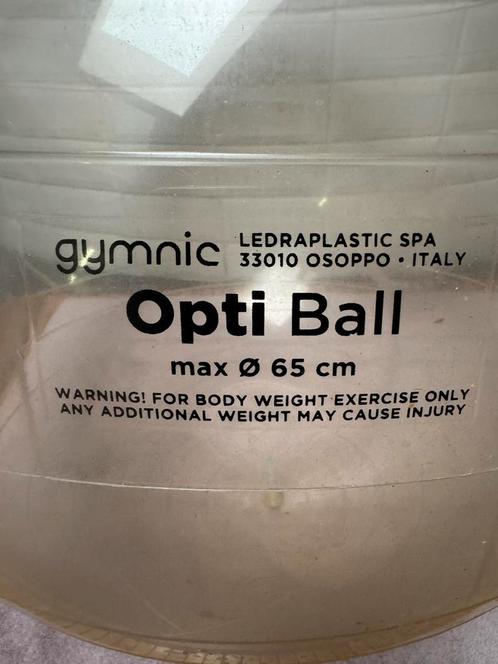 gymnic LEDRAPLASTIC SPA
33010 OSOPPO • ITALY
Opti Ball
max Ø 65 cm
WARNING! FOR BODY WEIGHT EXERCISE ONLY
ANY ADDITIONAL WEIGHT MAY CAUSE INJURY